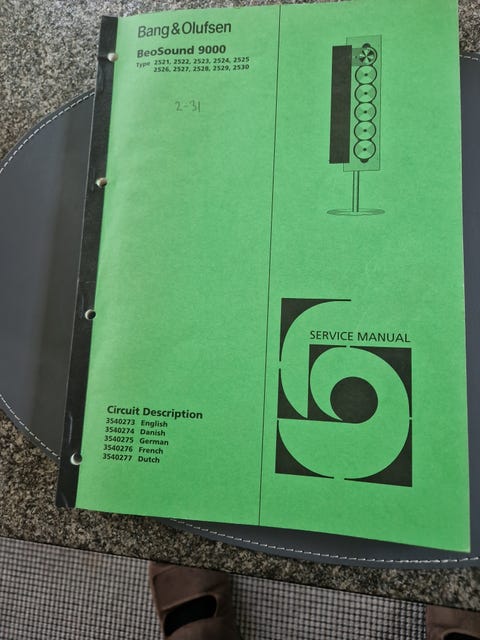 Bang & Olufsen
BeoSound 9000
Type 2521, 2522, 2523, 2524, 2525
2526, 2527, 2528, 2529, 2530
2-31
SERVICE MANUAL
Circuit Description
3540273 English
3540274 Danish
3540275 German
3540276 French
3540277 Dutch